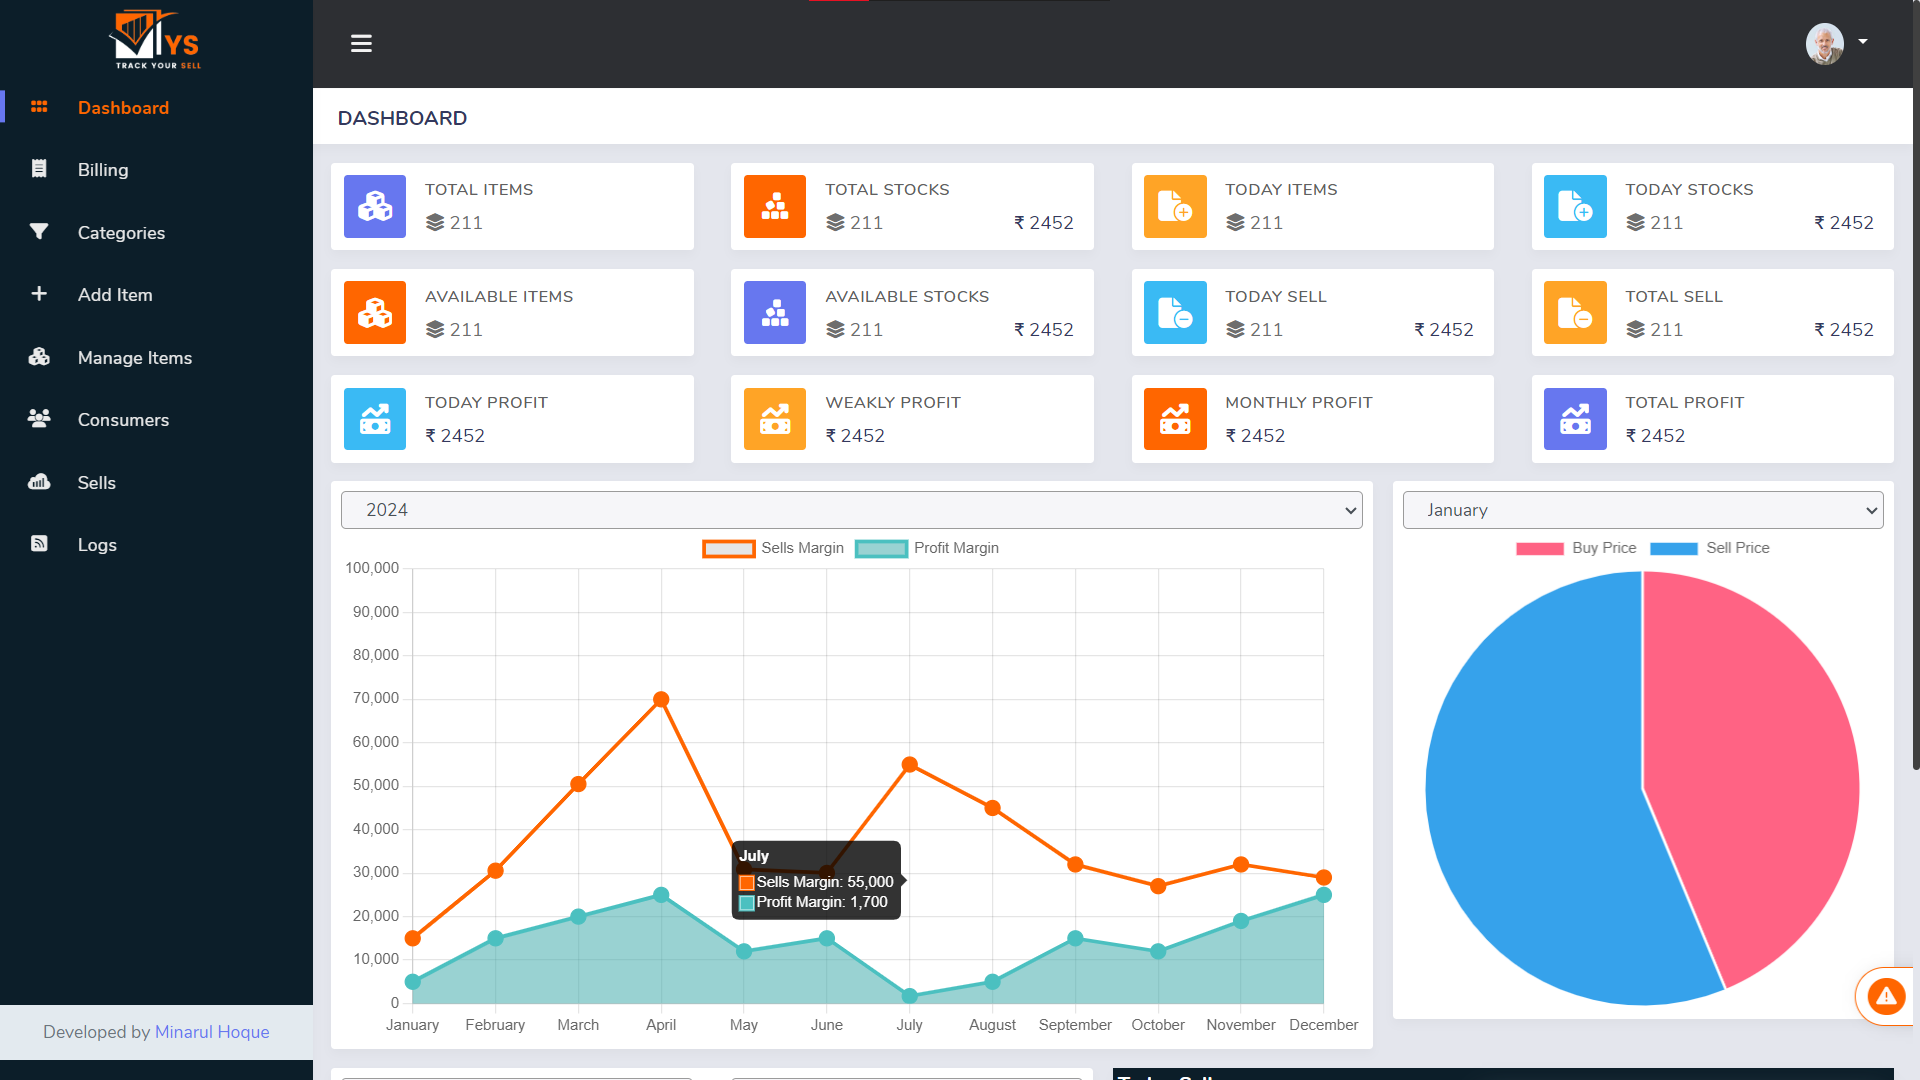 YS
TRACK YOUR SELL
Dashboard
Billing
Categories
Add Item
Manage Items
Consumers
Sells
Logs
Developed by Minarul Hoque
DASHBOARD
TOTAL ITEMS
211
TOTAL STOCKS
211 ₹ 2452
TODAY ITEMS
211
TODAY STOCKS
211 ₹ 2452
AVAILABLE ITEMS
211
AVAILABLE STOCKS
211 ₹ 2452
TODAY SELL
211 ₹ 2452
TOTAL SELL
211 ₹ 2452
TODAY PROFIT
₹ 2452
WEAKLY PROFIT
₹ 2452
MONTHLY PROFIT
₹ 2452
TOTAL PROFIT
₹ 2452
2024
Sells Margin Profit Margin
100,000
90,000
80,000
70,000
60,000
50,000
40,000
30,000
20,000
10,000
0
July
Sells Margin: 55,000
Profit Margin: 1,700
January February March April May June July August September October November December
January
Buy Price Sell Price